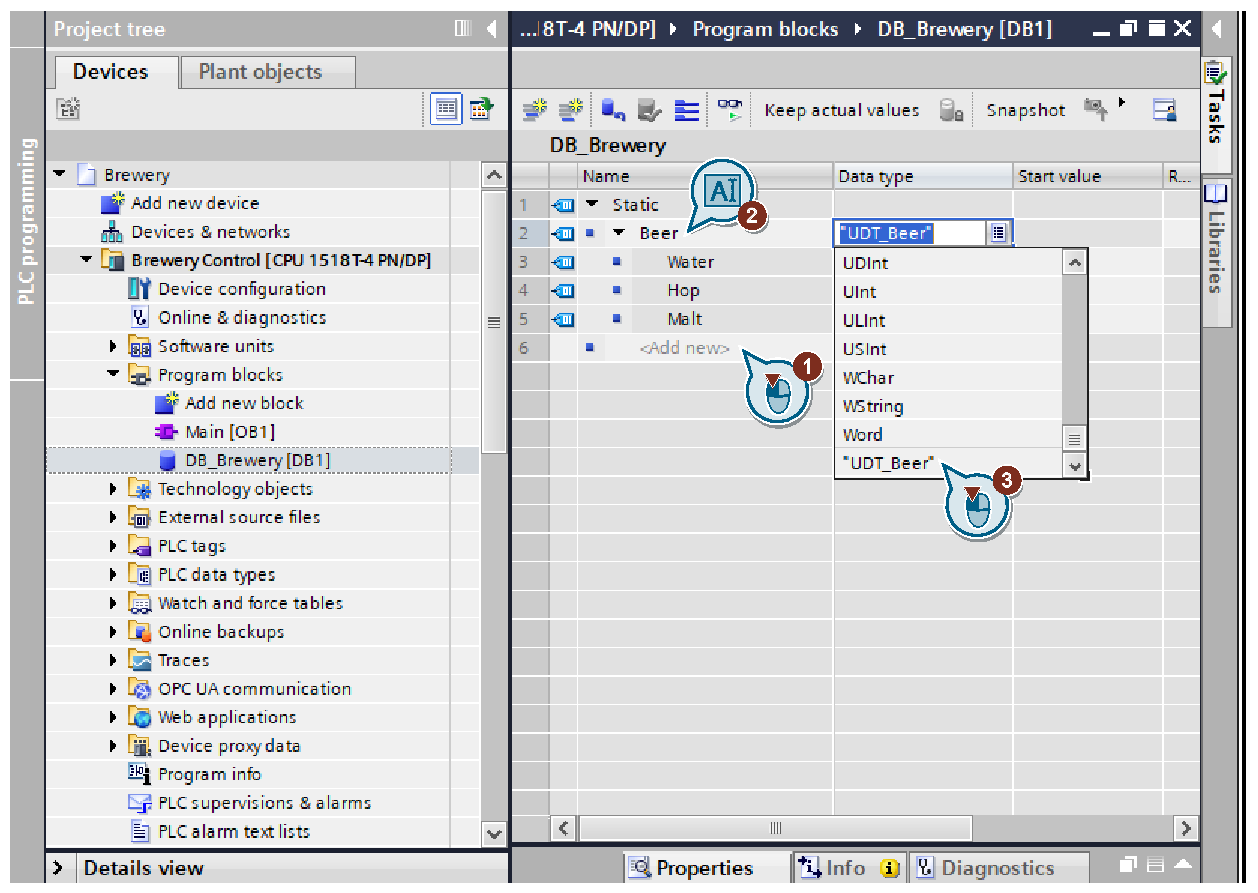 PLC programming
Project tree
Devices
Plant objects
Brewery
Add new device
Devices & networks
Brewery Control [CPU 1518T-4 PN/DP]
Device configuration
Online & diagnostics
Software units
Program blocks
Add new block
Main [OB1]
DB_Brewery [DB1]
Technology objects
External source files
PLC tags
PLC data types
Watch and force tables
Online backups
Traces
OPC UA communication
Web applications
Device proxy data
Program info
PLC supervisions & alarms
PLC alarm text lists
Details view
...8T-4 PN/DP] Program blocks DB_Brewery [DB1]
Keep actual values Snapshot
DB_Brewery
Name Data type Start value R...
1 Static
2 Beer "UDT_Beer"
3 Water
4 Hop
5 Malt
6 <Add new>
UDInt
UInt
ULInt
USInt
WChar
WString
Word
"UDT_Beer"
AI
2
1
3
Properties Info Diagnostics
Tasks
Libraries